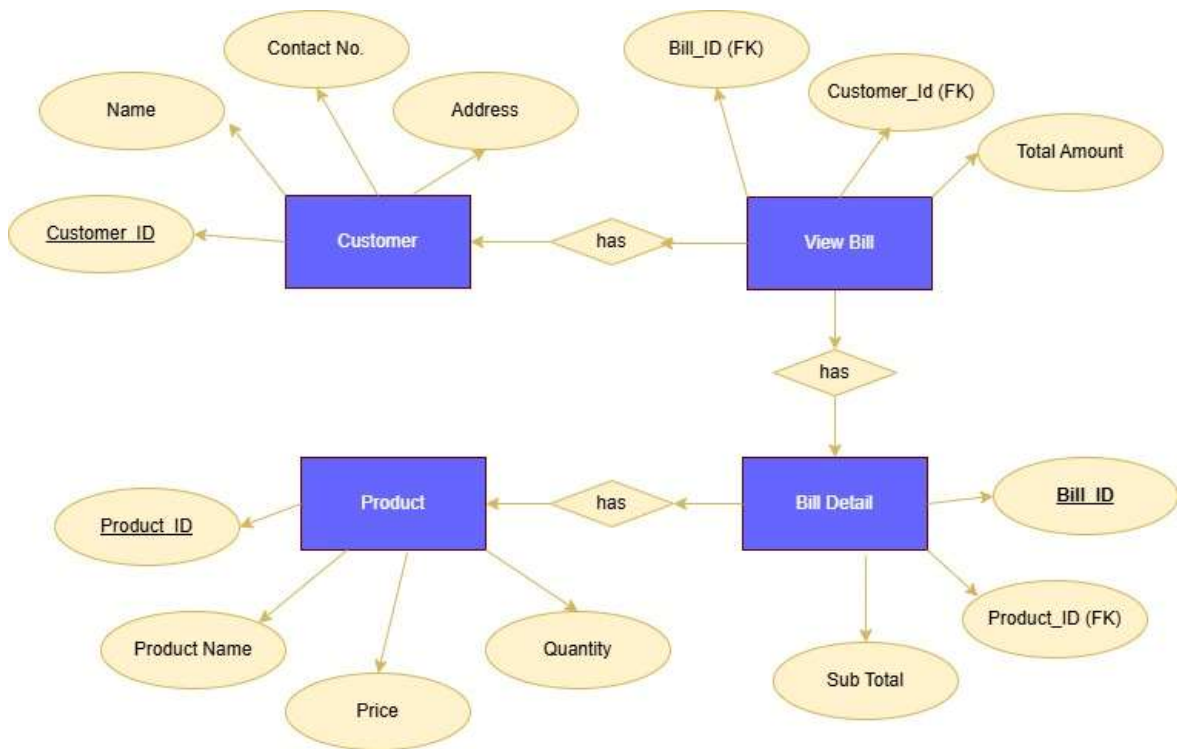 Contact No.
Bill_ID (FK)
Customer_Id (FK)
Name
Address
Total Amount
Customer_ID
Customer
has
View Bill
has
Product
has
Bill Detail
Bill_ID
Product_ID
Product_ID (FK)
Product Name
Quantity
Sub Total
Price